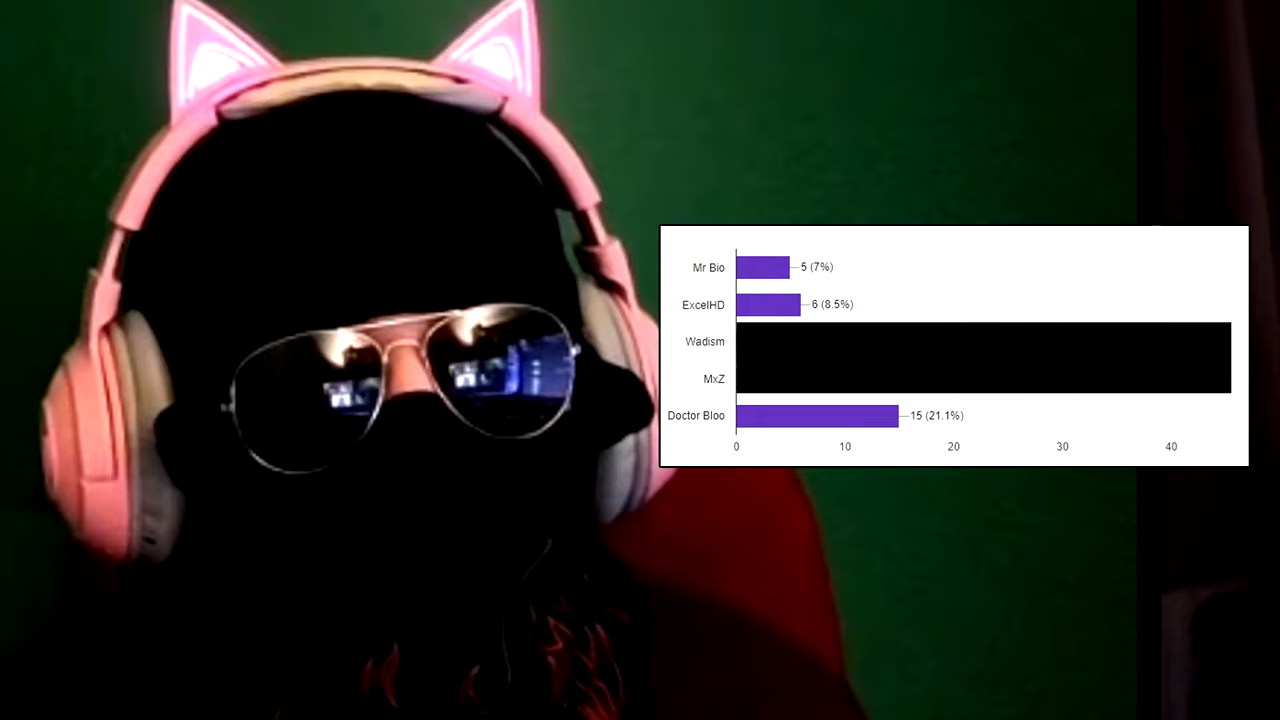 Mr Bio 5 (7%)
ExcelHD 6 (8.5%)
Wadism
MxZ
Doctor Bloo 15 (21.1%)
0 10 20 30 40